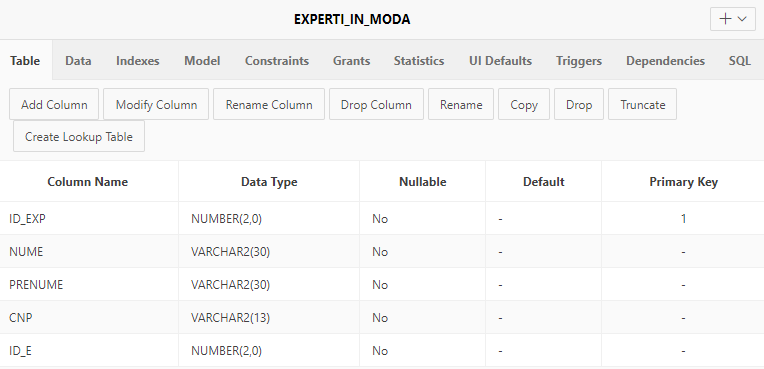 EXPERTI_IN_MODA
Table Data Indexes Model Constraints Grants Statistics UI Defaults Triggers Dependencies SQL
Add Column Modify Column Rename Column Drop Column Rename Copy Drop Truncate
Create Lookup Table
Column Name Data Type Nullable Default Primary Key
ID_EXP NUMBER(2,0) No - 1
NUME VARCHAR2(30) No - -
PRENUME VARCHAR2(30) No - -
CNP VARCHAR2(13) No - -
ID_E NUMBER(2,0) No - -